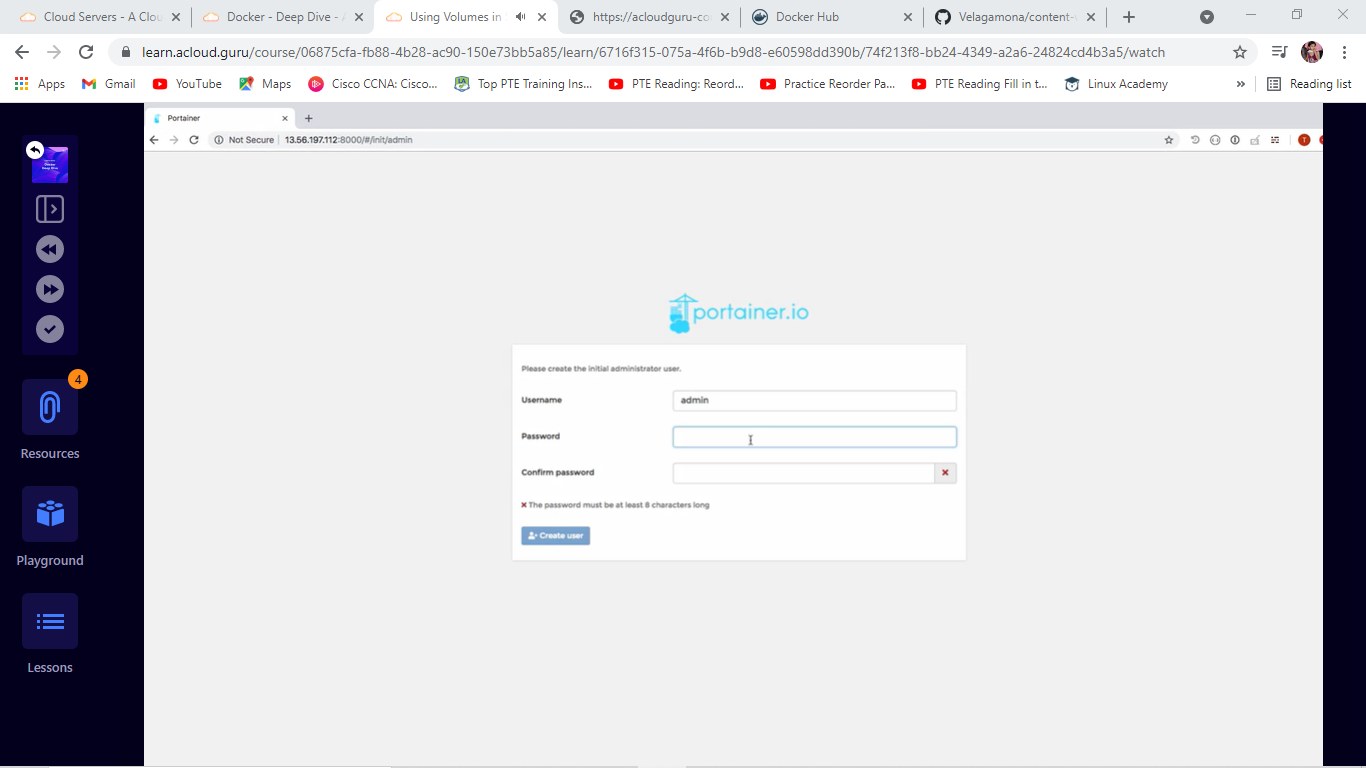 Cloud Servers - A Clou
Docker - Deep Dive -
Using Volumes in
https://acloudguru-co
Docker Hub
Velagamona/content-
learn.acloud.guru/course/06875cfa-fb88-4b28-ac90-150e73bb5a85/learn/6716f315-075a-4f6b-b9d8-e60598dd390b/74f213f8-bb24-4349-a2a6-24824cd4b3a5/watch
Apps
Gmail
YouTube
Maps
Cisco CCNA: Cisco...
Top PTE Training Ins...
PTE Reading: Reord...
Practice Reorder Pa...
PTE Reading Fill in t...
Linux Academy
»
Reading list
Portainer
Not Secure
13.56.197.112:8000/#/init/admin
T
Docker
Deep Dive
4
Resources
Playground
Lessons
portainer.io
Please create the initial administrator user.
Username
admin
Password
Confirm password
The password must be at least 8 characters long
Create user